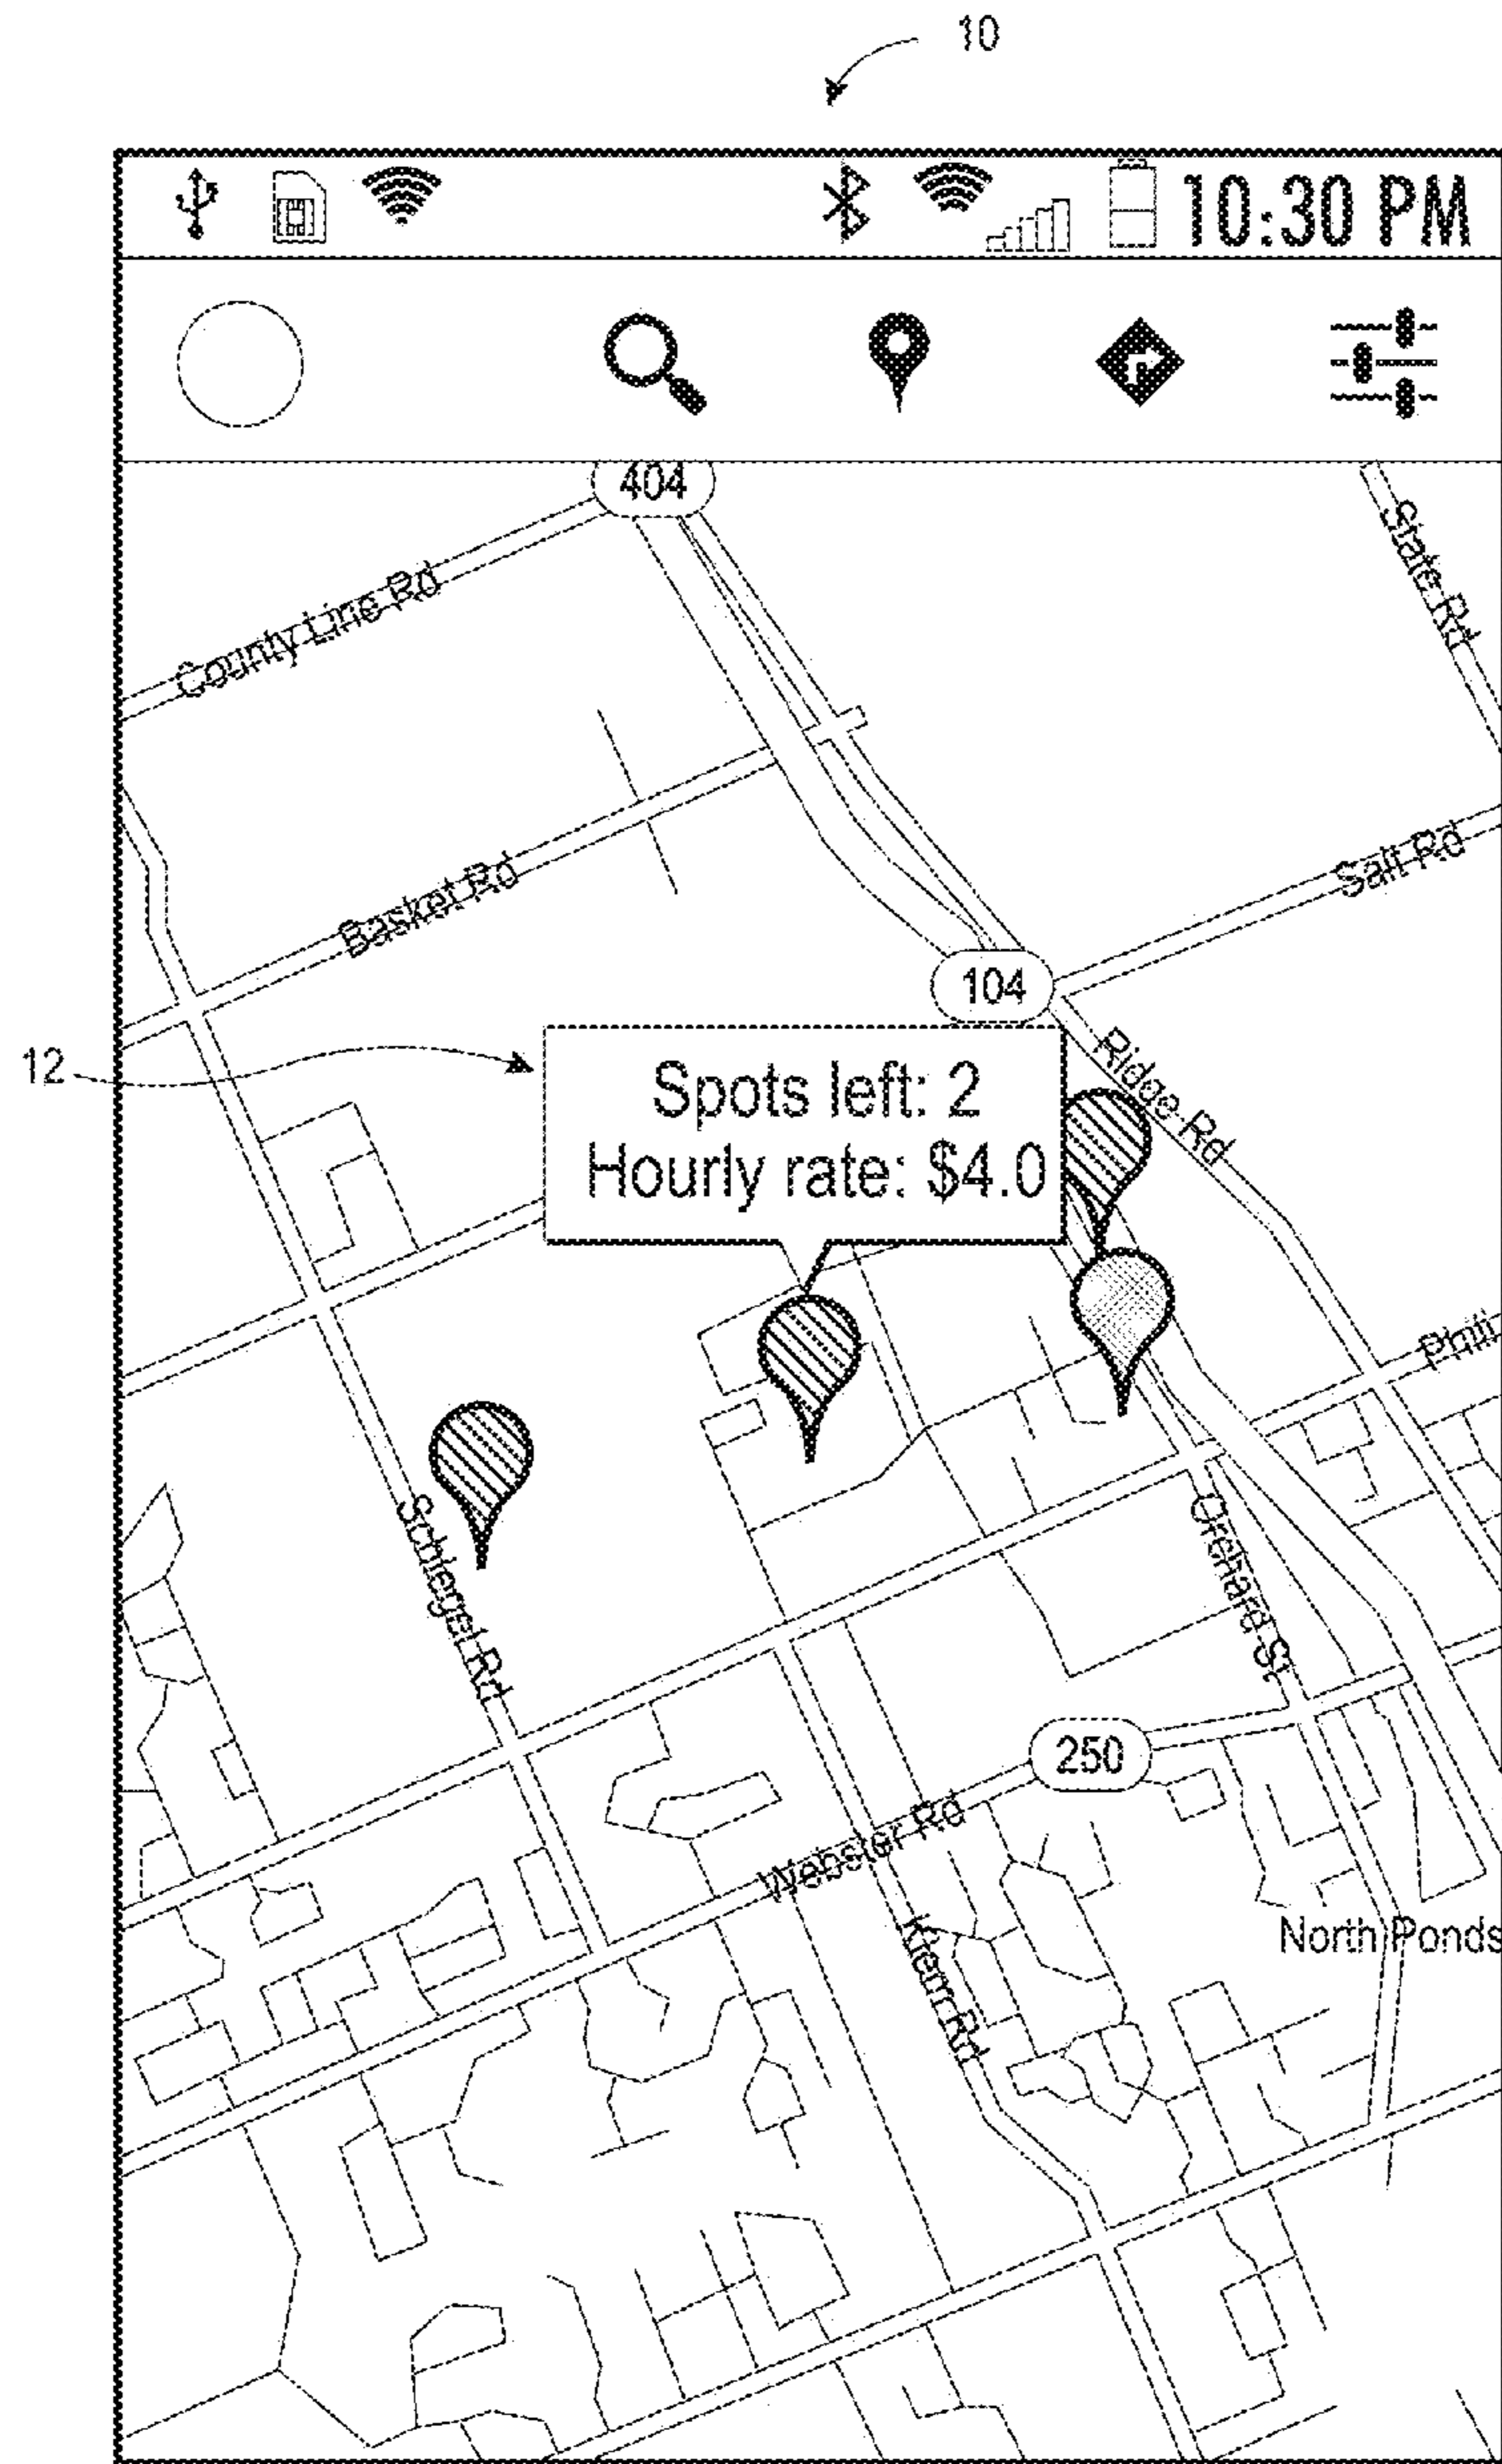 10
10:30 PM
404
State Rd
County Line Rd
Salt Rd
Basket Rd
104
12
Ridge Rd
Spots left: 2
Hourly rate: $4.0
Phili
Schlegel Rd
Orchard St
250
Webster Rd
North Ponds
Klem Rd